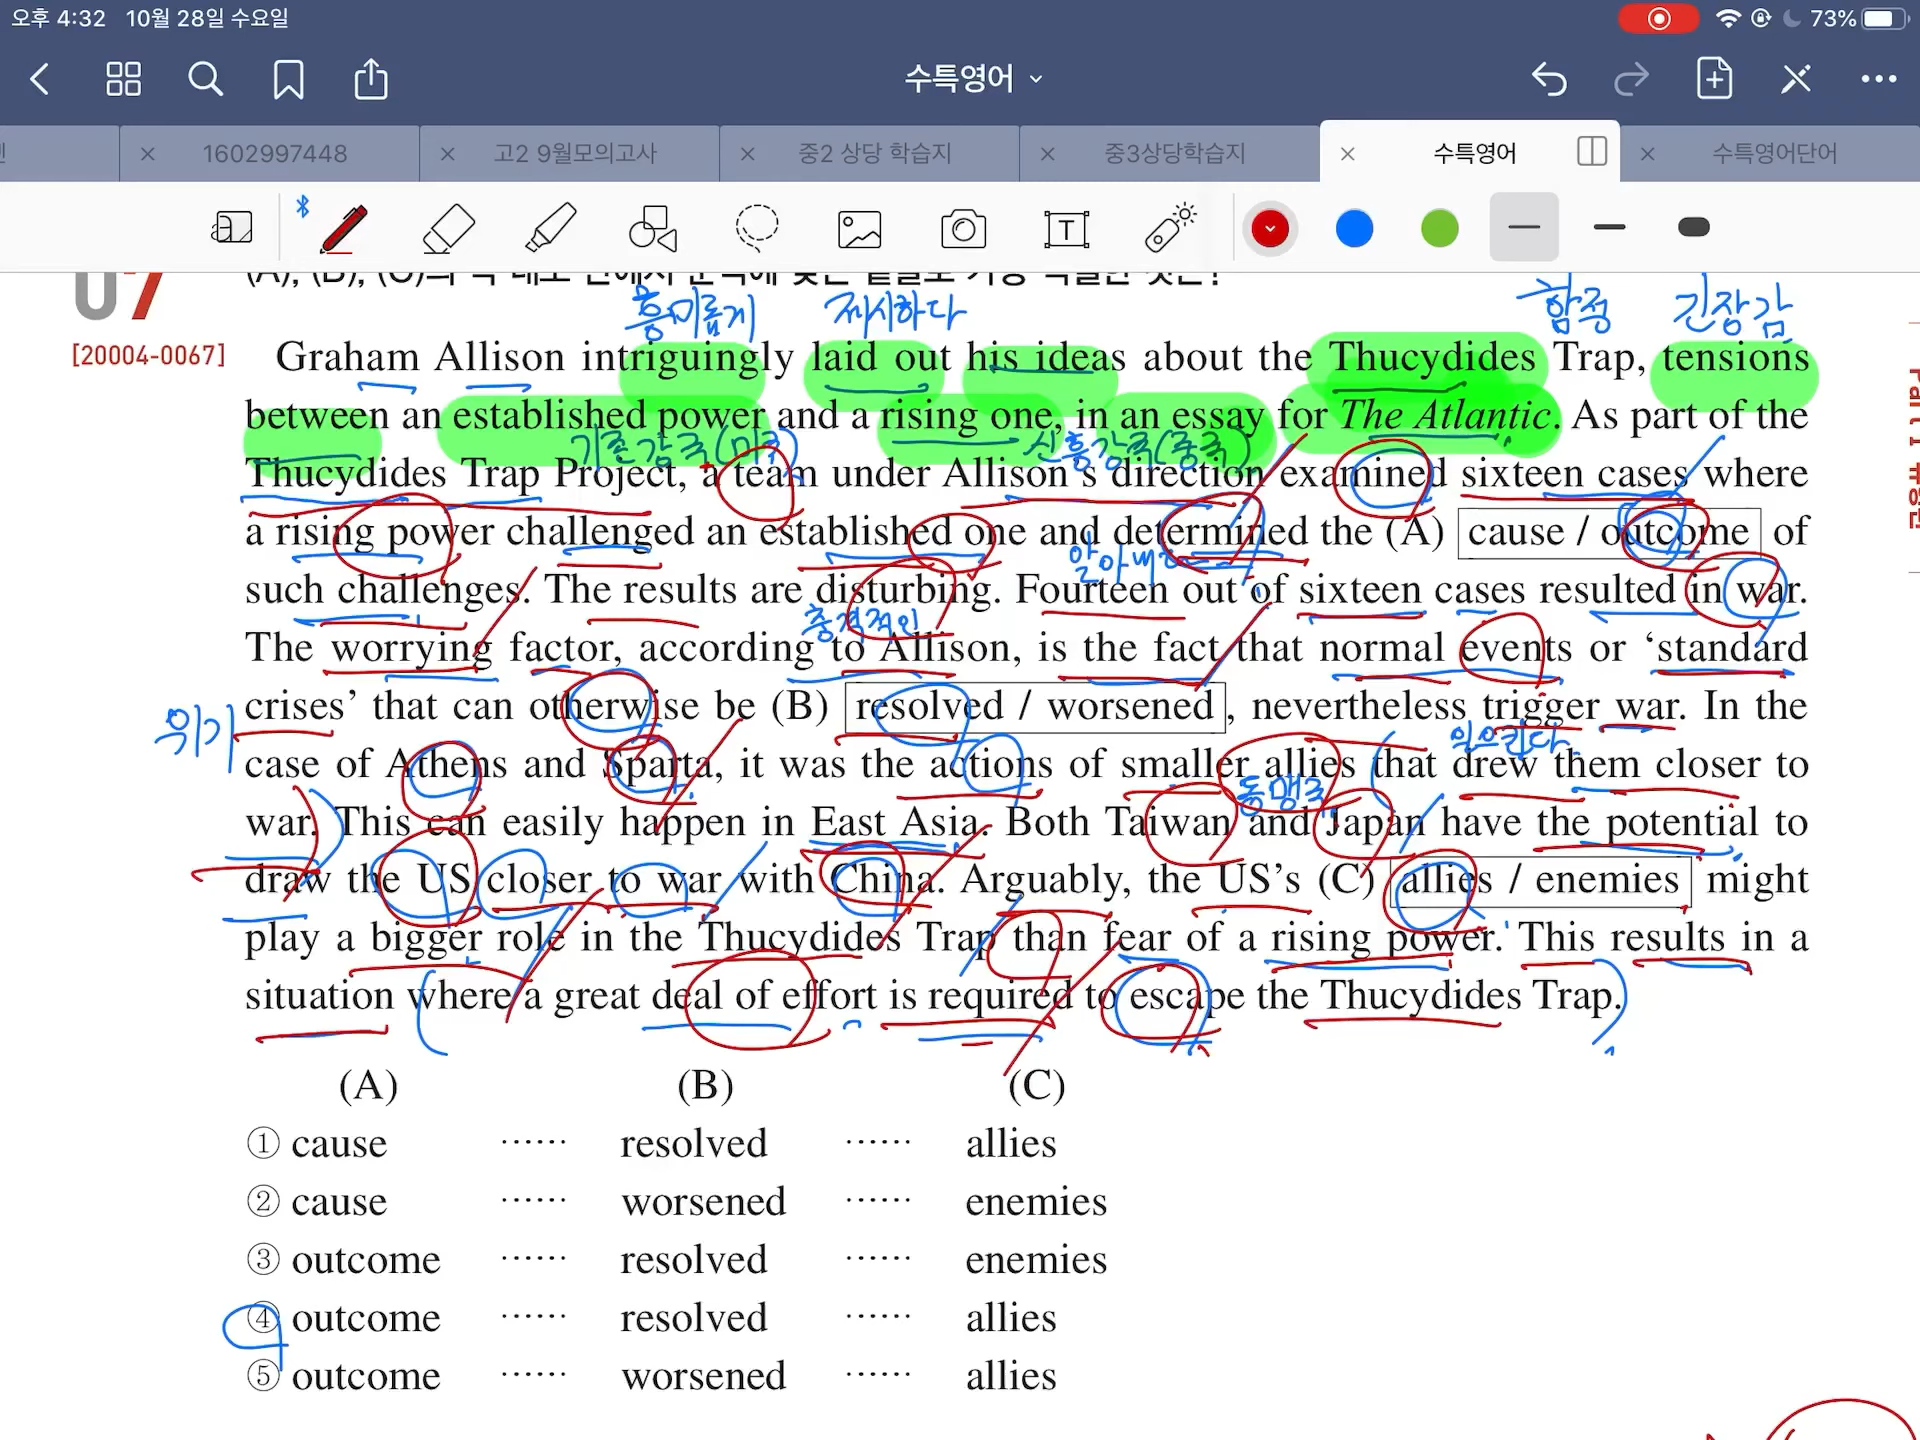 오후 4:32 10월 28일 수요일 73%
수특영어
1602997448 고2 9월모의고사 중2 상당 학습지 중3상당학습지 수특영어 수특영어단어
07
흥미롭게 제시하다 함정 긴장감
[20004-0067] Graham Allison intriguingly laid out his ideas about the Thucydides Trap, tensions
between an established power and a rising one, in an essay for The Atlantic. As part of the
기존강국(미국) 신흥강국(중국)
Thucydides Trap Project, a team under Allison's direction examined sixteen cases where
a rising power challenged an established one and determined the (A) cause / outcome of
알아내다
such challenges. The results are disturbing. Fourteen out of sixteen cases resulted in war.
충격적인
The worrying factor, according to Allison, is the fact that normal events or ‘standard
위기 crises’ that can otherwise be (B) resolved / worsened, nevertheless trigger war. In the
일으킨다
case of Athens and Sparta, it was the actions of smaller allies that drew them closer to
동맹국
war. This can easily happen in East Asia. Both Taiwan and Japan have the potential to
draw the US closer to war with China. Arguably, the US's (C) allies / enemies might
play a bigger role in the Thucydides Trap than fear of a rising power. This results in a
situation where a great deal of effort is required to escape the Thucydides Trap.
(A) (B) (C)
① cause ...... resolved ...... allies
② cause ...... worsened ...... enemies
③ outcome ...... resolved ...... enemies
④ outcome ...... resolved ...... allies
⑤ outcome ...... worsened ...... allies